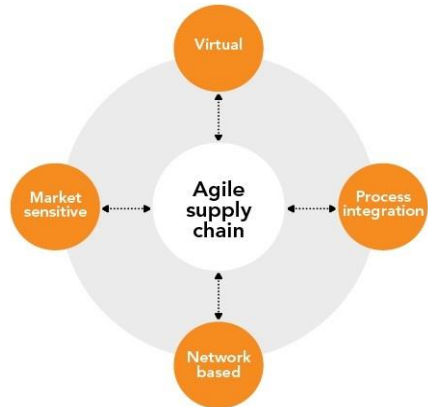 Virtual
Market
sensitive
Agile
supply
chain
Process
integration
Network
based